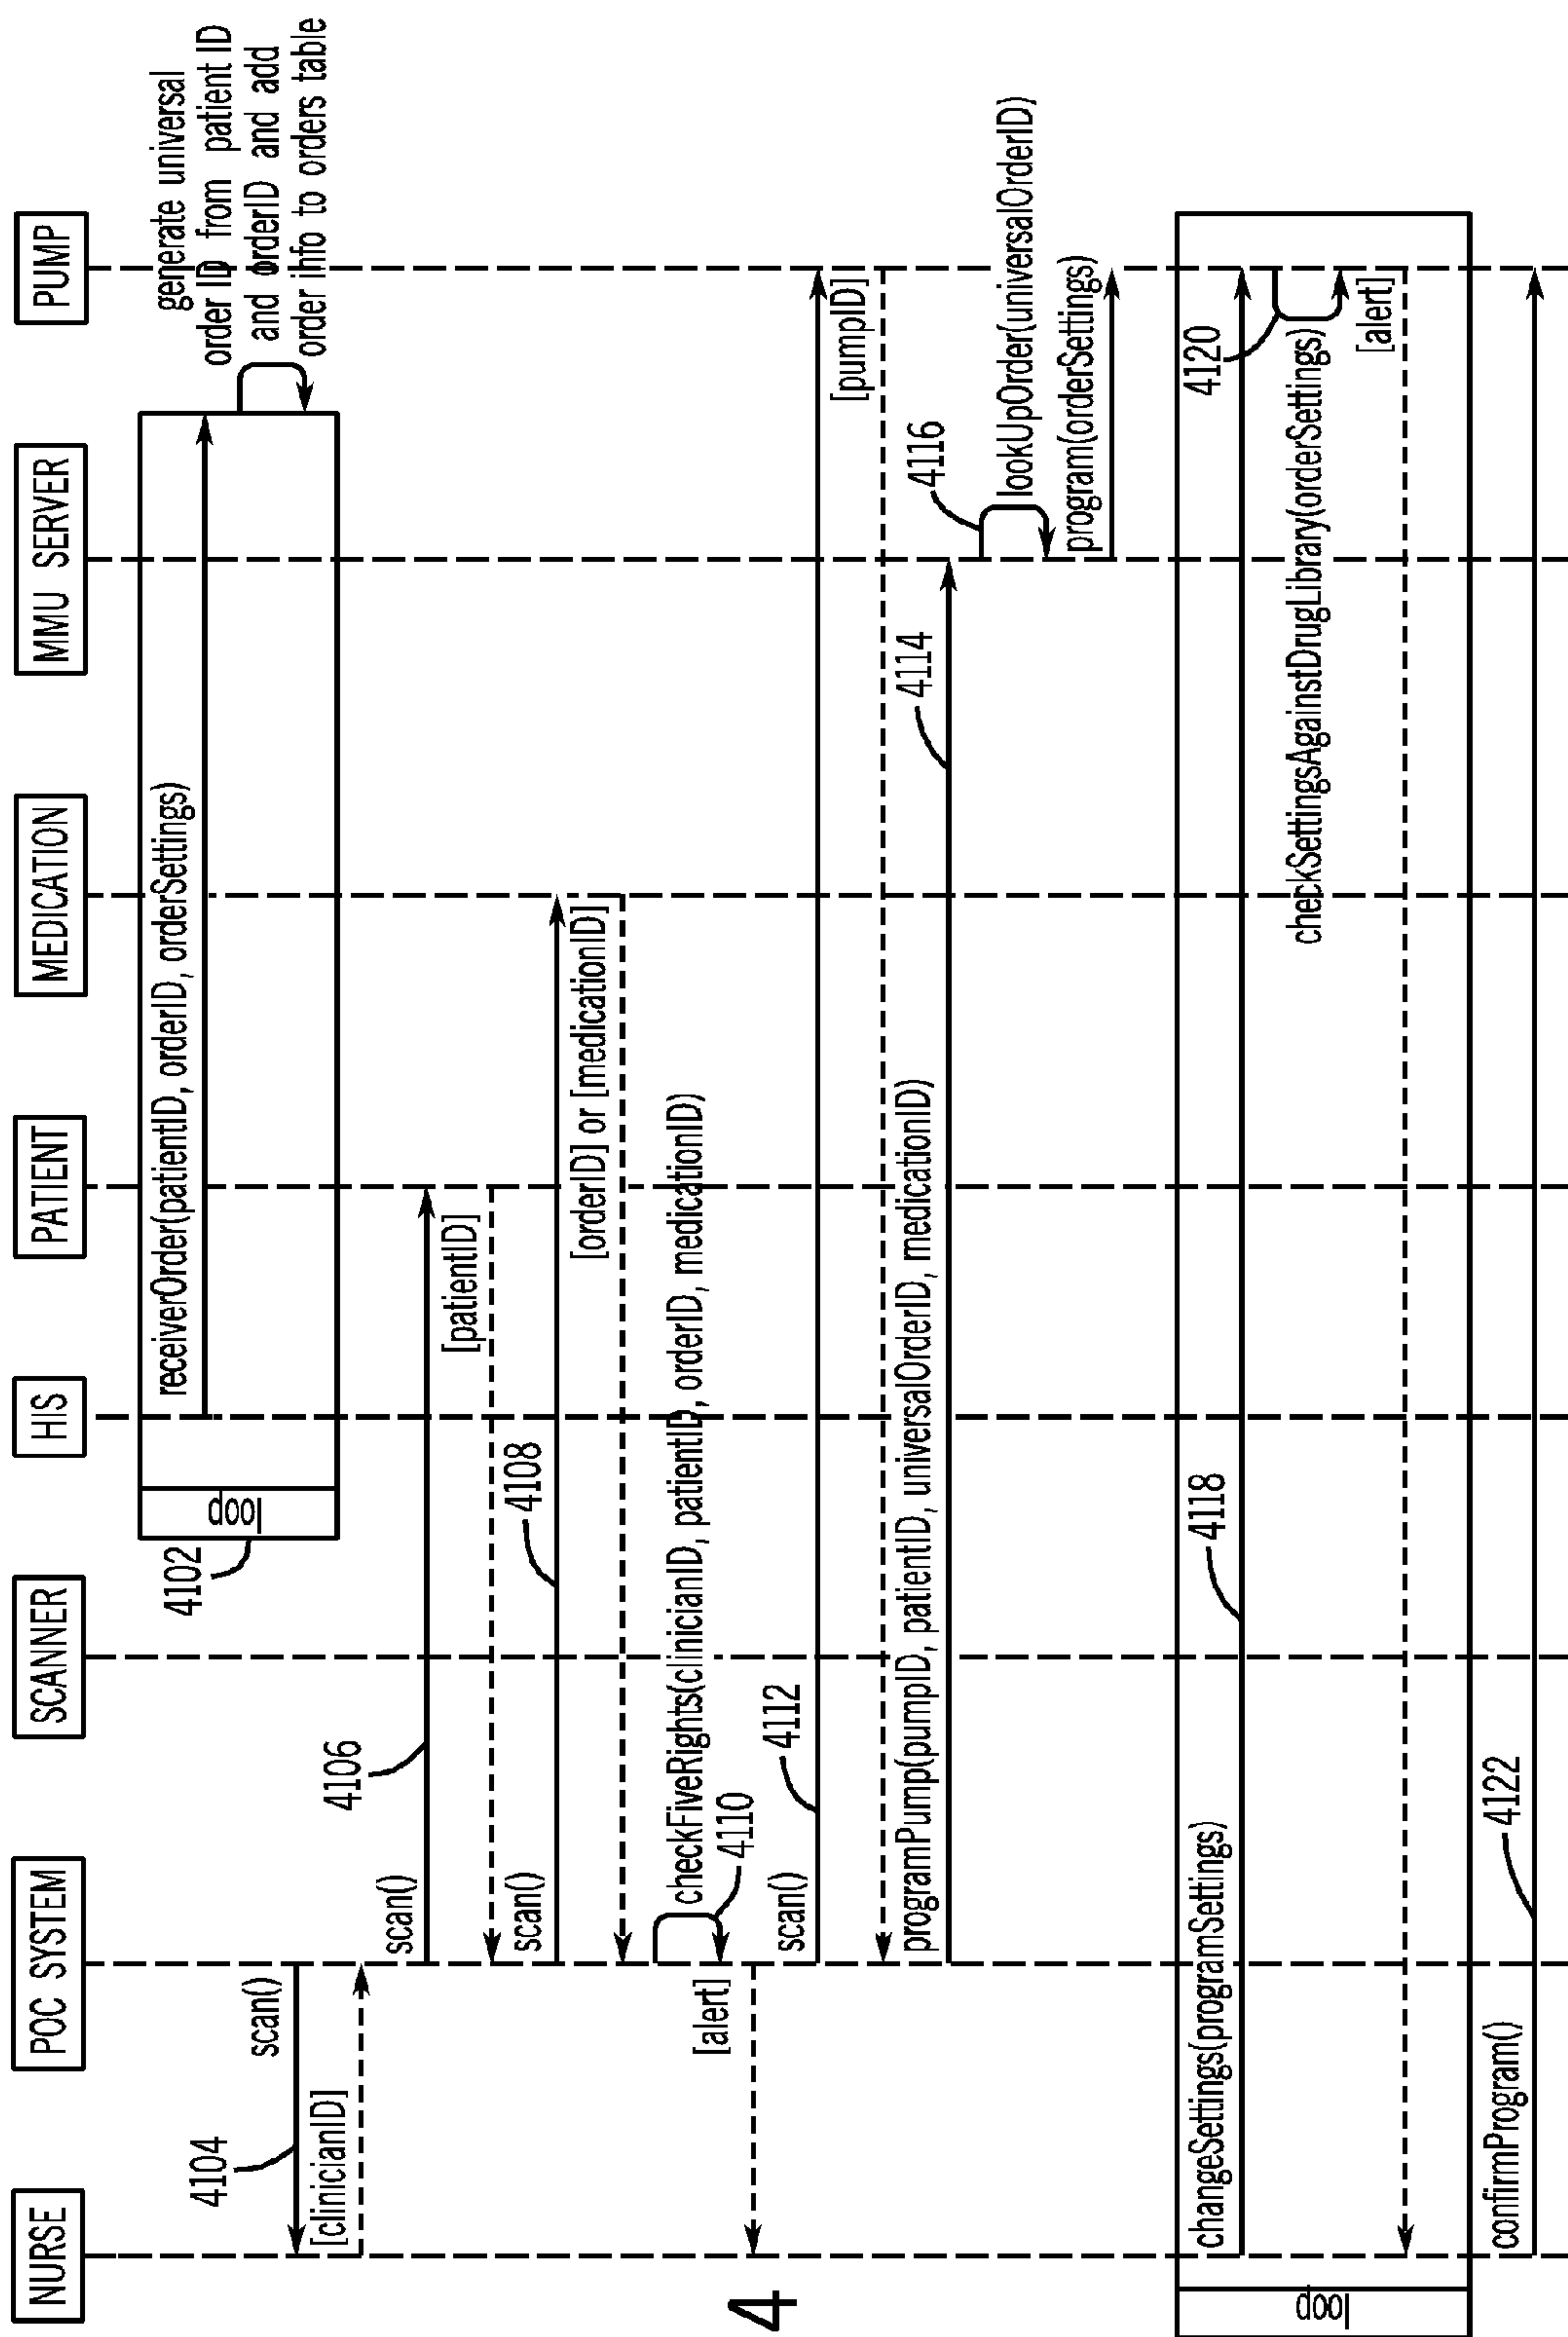 NURSE
POC SYSTEM
SCANNER
HIS
PATIENT
MEDICATION
MMU SERVER
PUMP
4102
loop
receiverOrder(patientID, orderID, orderSettings)
generate universal
order ID from patient ID
and orderID and add
order info to orders table
4104
scan()
[clinicianID]
scan()
4106
[patientID]
scan()
4108
[orderID] or [medicationID]
checkFiveRights(clinicianID, patientID, orderID, medicationID)
4110
[alert]
4
scan()
4112
[pumpID]
programPump(pumpID, patientID, universalOrderID, medicationID)
4114
4116
lookUpOrder(universalOrderID)
program(orderSettings)
loop
changeSettings(programSettings)
4118
4120
checkSettingsAgainstDrugLibrary(orderSettings)
[alert]
confirmProgram()
4122